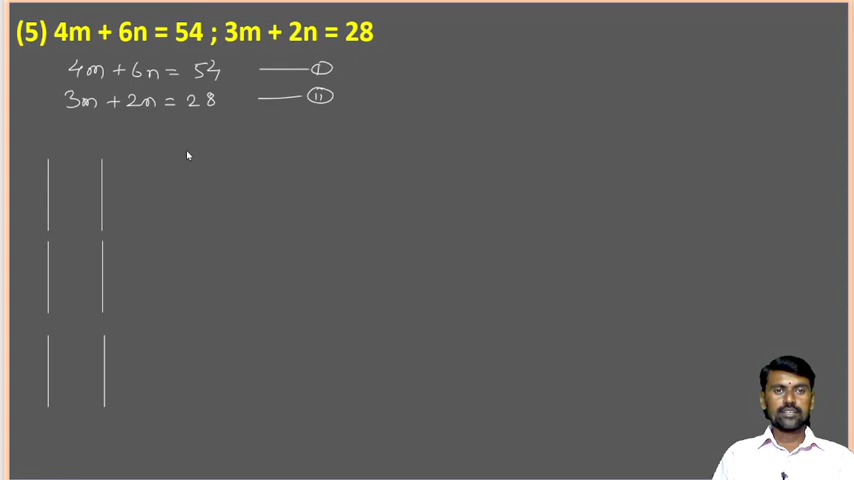 (5) 4m + 6n = 54 ; 3m + 2n = 28
4m + 6n = 54 —— I
3m + 2n = 28 —— II